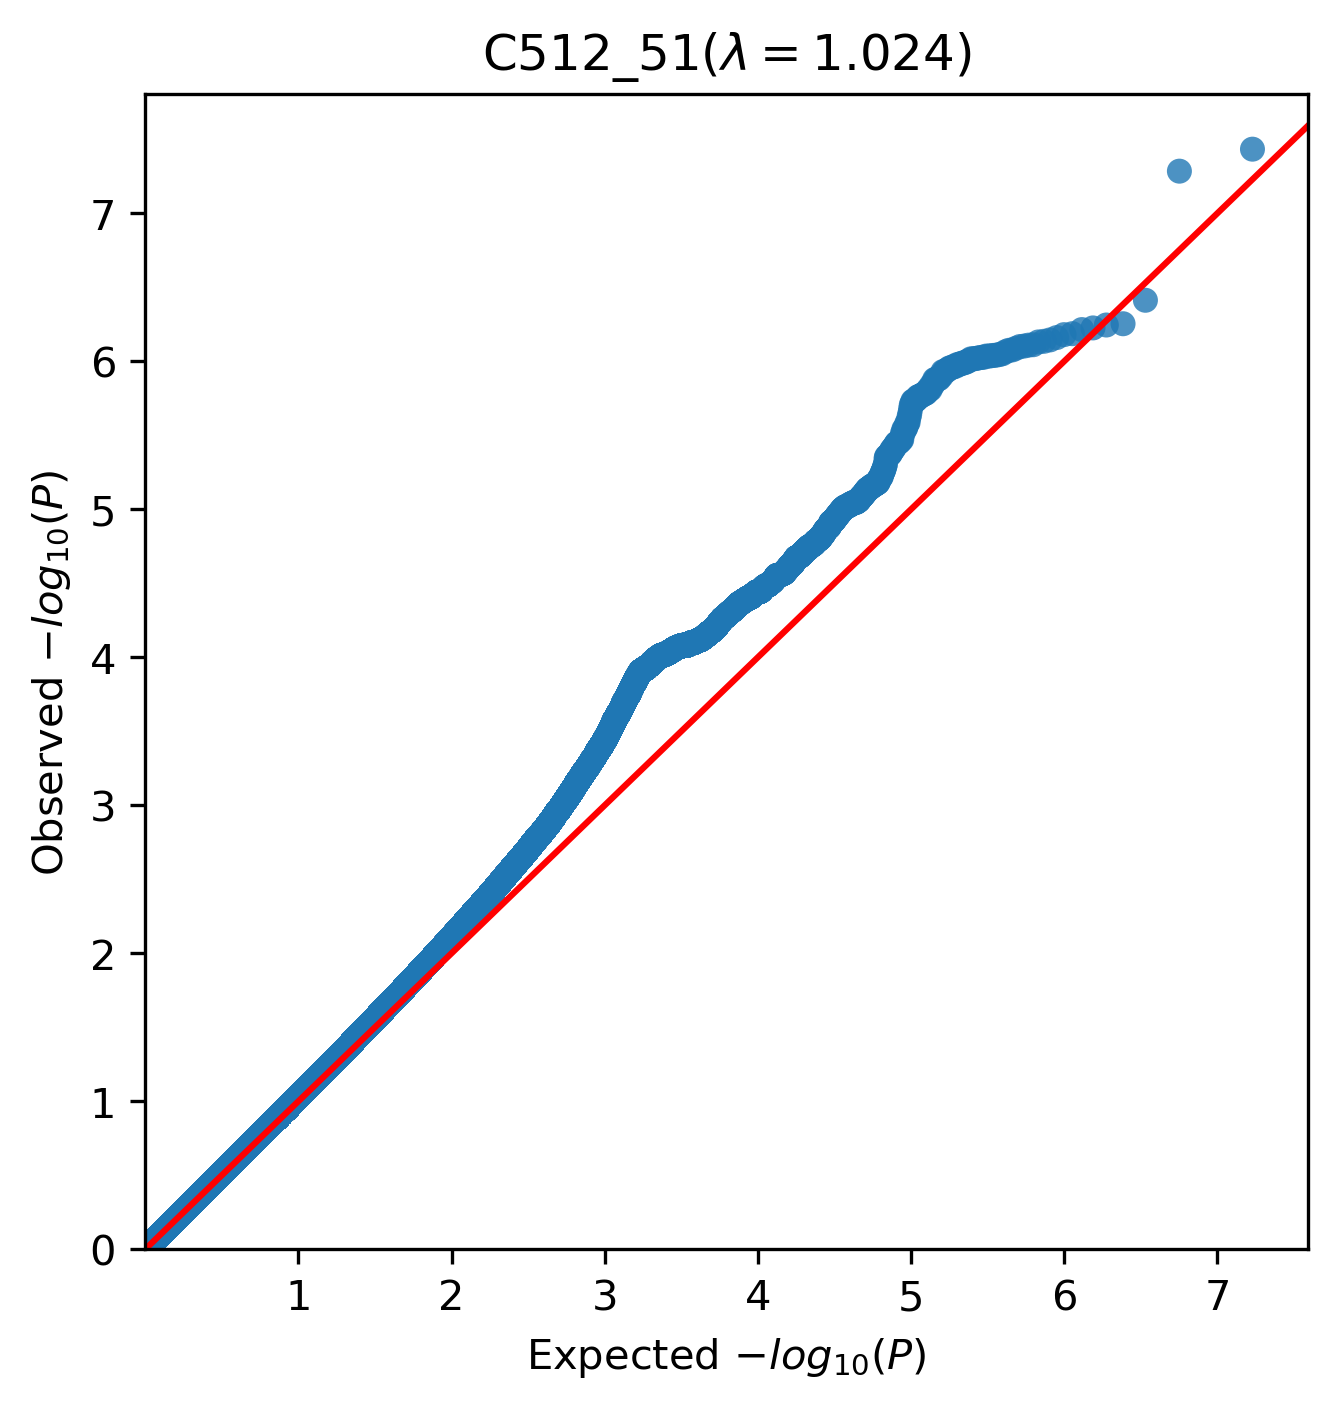 C512_51(λ = 1.024)
Observed −log₁₀(P)
7
6
5
4
3
2
1
0
1 2 3 4 5 6 7
Expected −log₁₀(P)